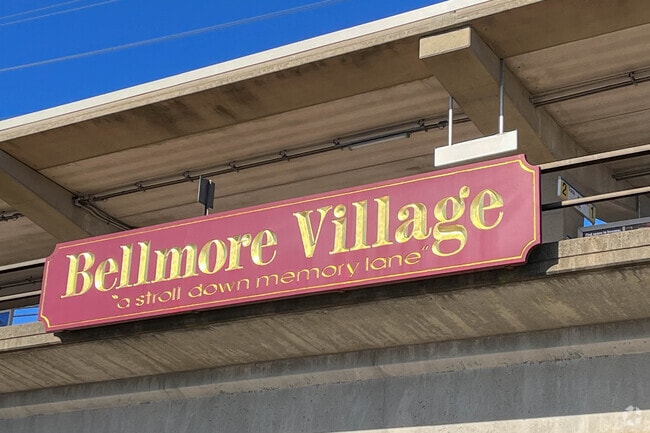 Bellmore Village
"a stroll down memory lane"